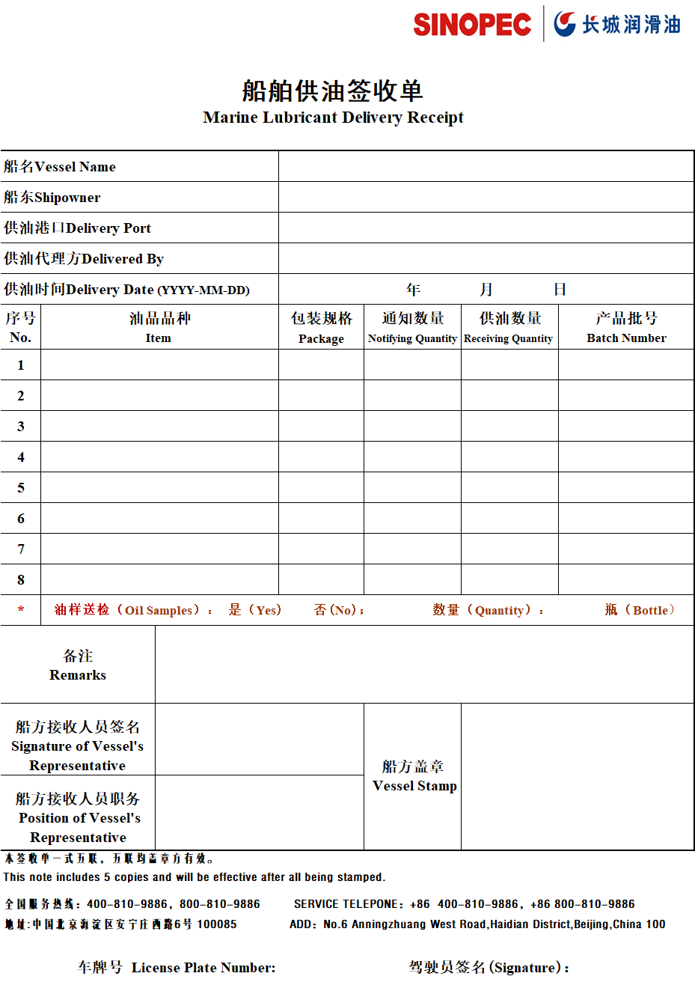 SINOPEC 长城润滑油
船舶供油签收单
Marine Lubricant Delivery Receipt
船名Vessel Name
船东Shipowner
供油港口Delivery Port
供油代理方Delivered By
供油时间Delivery Date (YYYY-MM-DD) 年 月 日
序号 油品品种 包装规格 通知数量 供油数量 产品批号
No. Item Package Notifying Quantity Receiving Quantity Batch Number
1
2
3
4
5
6
7
8
* 油样送检（Oil Samples）： 是（Yes） 否(No)； 数量（Quantity）： 瓶（Bottle）
备注
Remarks
船方接收人员签名
Signature of Vessel's
Representative
船方盖章
Vessel Stamp
船方接收人员职务
Position of Vessel's
Representative
本签收单一式五联，五联均盖章方有效。
This note includes 5 copies and will be effective after all being stamped.
全国服务热线：400-810-9886，800-810-9886 SERVICE TELEPONE：+86 400-810-9886，+86 800-810-9886
地址:中国北京海淀区安宁庄西路6号 100085 ADD：No.6 Anningzhuang West Road,Haidian District,Beijing,China 100
车牌号 License Plate Number: 驾驶员签名(Signature)：